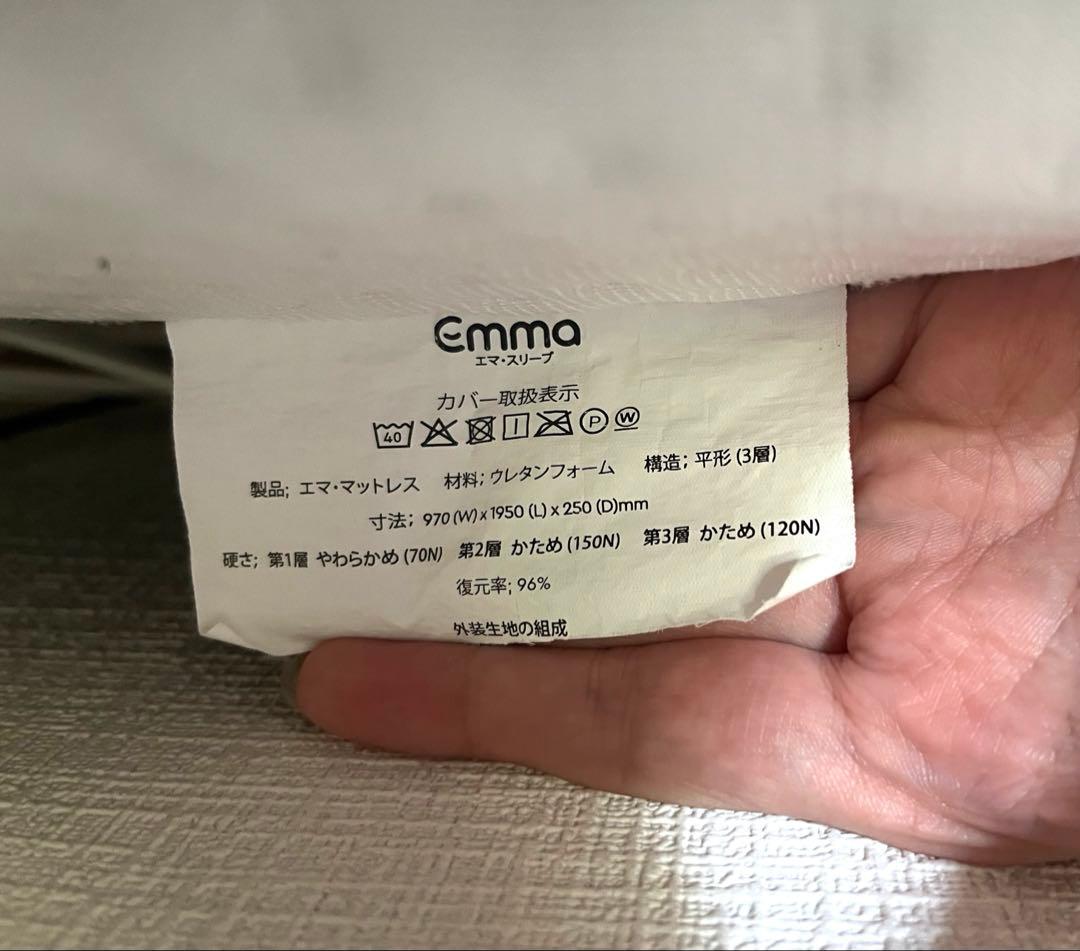 Emma
エマ・スリープ
カバー取扱表示
40 P W
製品; エマ・マットレス 材料; ウレタンフォーム 構造; 平形 (3層)
寸法; 970 (W) x 1950 (L) x 250 (D)mm
硬さ; 第1層 やわらかめ (70N) 第2層 かため (150N) 第3層 かため (120N)
復元率; 96%
外装生地の組成